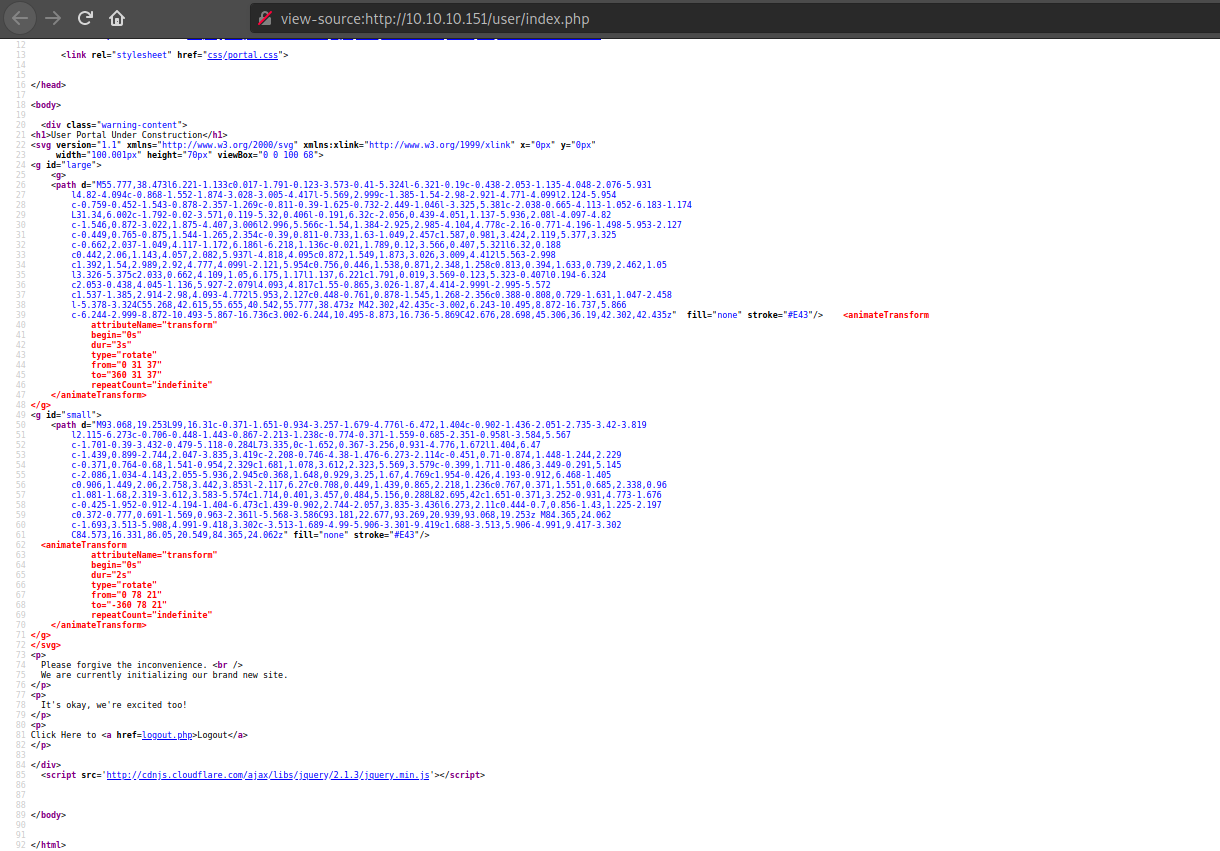 view-source:http://10.10.10.151/user/index.php
12
13 <link rel="stylesheet" href="css/portal.css">
14
15
16 </head>
17
18 <body>
19
20 <div class="warning-content">
21 <h1>User Portal Under Construction</h1>
22 <svg version="1.1" xmlns="http://www.w3.org/2000/svg" xmlns:xlink="http://www.w3.org/1999/xlink" x="0px" y="0px"
23 width="100.001px" height="70px" viewBox="0 0 100 68">
24 <g id="large">
25 <g>
26 <path d="M55.777,38.473l6.221-1.133c0.017-1.791-0.123-3.573-0.41-5.324l-6.321-0.19c-0.438-2.053-1.135-4.048-2.076-5.931
27 l4.82-4.094c-0.868-1.552-1.874-3.028-3.005-4.417l-5.569,2.999c-1.385-1.54-2.98-2.921-4.771-4.099l2.124-5.954
28 c-0.759-0.452-1.543-0.878-2.357-1.269c-0.811-0.39-1.625-0.732-2.449-1.046l-3.325,5.381c-2.038-0.665-4.113-1.052-6.183-1.174
29 L31.34,6.002c-1.792-0.02-3.571,0.119-5.32,0.406l-0.191,6.32c-2.056,0.439-4.051,1.137-5.936,2.08l-4.097-4.82
30 c-1.546,0.872-3.022,1.875-4.407,3.006l2.996,5.566c-1.54,1.384-2.925,2.985-4.104,4.778c-2.16-0.771-4.196-1.498-5.953-2.127
31 c-0.449,0.765-0.875,1.544-1.265,2.354c-0.39,0.811-0.733,1.63-1.049,2.457c1.587,0.981,3.424,2.119,5.377,3.325
32 c-0.662,2.037-1.049,4.117-1.172,6.186l-6.218,1.136c-0.021,1.789,0.12,3.566,0.407,5.321l6.32,0.188
33 c0.442,2.06,1.143,4.057,2.082,5.937l-4.818,4.095c0.872,1.549,1.873,3.026,3.009,4.412l5.563-2.998
34 c1.392,1.54,2.989,2.92,4.777,4.099l-2.121,5.954c0.756,0.446,1.538,0.871,2.348,1.258c0.813,0.394,1.633,0.739,2.462,1.05
35 l3.326-5.375c2.033,0.662,4.109,1.05,6.175,1.17l1.137,6.221c1.791,0.019,3.569-0.123,5.323-0.407l0.194-6.324
36 c2.053-0.438,4.045-1.136,5.927-2.079l4.093,4.817c1.55-0.865,3.026-1.87,4.414-2.999l-2.995-5.572
37 c1.537-1.385,2.914-2.98,4.093-4.772l5.953,2.127c0.448-0.761,0.878-1.545,1.268-2.356c0.388-0.808,0.729-1.631,1.047-2.458
38 l-5.378-3.324C55.268,42.615,55.655,40.542,55.777,38.473z M42.302,42.435c-3.002,6.243-10.495,8.872-16.737,5.866
39 c-6.244-2.999-8.872-10.493-5.867-16.736c3.002-6.244,10.495-8.873,16.736-5.869C42.676,28.698,45.306,36.19,42.302,42.435z" fill="none" stroke="#E43"/> <animateTransform
40 attributeName="transform"
41 begin="0s"
42 dur="3s"
43 type="rotate"
44 from="0 31 37"
45 to="360 31 37"
46 repeatCount="indefinite"
47 </animateTransform>
48 </g>
49 <g id="small">
50 <path d="M93.068,19.253L99,16.31c-0.371-1.651-0.934-3.257-1.679-4.776l-6.472,1.404c-0.902-1.436-2.051-2.735-3.42-3.819
51 l2.115-6.273c-0.706-0.448-1.443-0.867-2.213-1.238c-0.774-0.371-1.559-0.685-2.351-0.958l-3.584,5.567
52 c-1.701-0.39-3.432-0.479-5.118-0.284L73.335,0c-1.652,0.367-3.256,0.931-4.776,1.672l1.404,6.47
53 c-1.439,0.899-2.744,2.047-3.835,3.419c-2.208-0.746-4.38-1.476-6.273-2.114c-0.451,0.71-0.874,1.448-1.244,2.229
54 c-0.371,0.764-0.68,1.541-0.954,2.329c1.681,1.078,3.612,2.323,5.569,3.579c-0.399,1.711-0.486,3.449-0.291,5.145
55 c-2.086,1.034-4.143,2.055-5.936,2.945c0.368,1.648,0.929,3.25,1.67,4.769c1.954-0.426,4.193-0.912,6.468-1.405
56 c0.906,1.449,2.06,2.758,3.442,3.853l-2.117,6.27c0.708,0.449,1.439,0.865,2.218,1.236c0.767,0.371,1.551,0.685,2.338,0.96
57 c1.081-1.68,2.319-3.612,3.583-5.574c1.714,0.401,3.457,0.484,5.156,0.288L82.695,42c1.651-0.371,3.252-0.931,4.773-1.676
58 c-0.425-1.952-0.912-4.194-1.404-6.473c1.439-0.902,2.744-2.057,3.835-3.436l6.273,2.11c0.444-0.7,0.856-1.43,1.225-2.197
59 c0.372-0.777,0.691-1.569,0.963-2.361l-5.568-3.586C93.181,22.677,93.269,20.939,93.068,19.253z M84.365,24.062
60 c-1.693,3.513-5.908,4.991-9.418,3.302c-3.513-1.689-4.99-5.906-3.301-9.419c1.688-3.513,5.906-4.991,9.417-3.302
61 C84.573,16.331,86.05,20.549,84.365,24.062z" fill="none" stroke="#E43"/>
62 <animateTransform
63 attributeName="transform"
64 begin="0s"
65 dur="2s"
66 type="rotate"
67 from="0 78 21"
68 to="-360 78 21"
69 repeatCount="indefinite"
70 </animateTransform>
71 </g>
72 </svg>
73 <p>
74 Please forgive the inconvenience. <br />
75 We are currently initializing our brand new site.
76 </p>
77 <p>
78 It's okay, we're excited too!
79 </p>
80 <p>
81 Click Here to <a href=logout.php>Logout</a>
82 </p>
83
84 </div>
85 <script src='http://cdnjs.cloudflare.com/ajax/libs/jquery/2.1.3/jquery.min.js'></script>
86
87
88
89 </body>
90
91
92 </html>